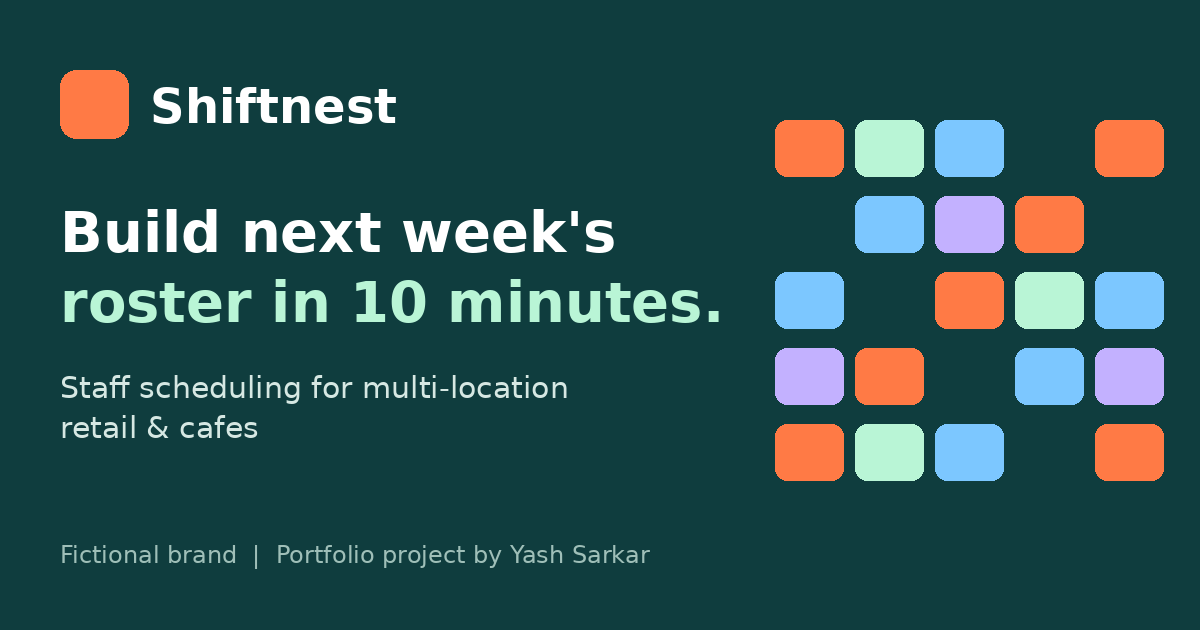 Shiftnest
Build next week's
roster in 10 minutes.
Staff scheduling for multi-location
retail & cafes
Fictional brand | Portfolio project by Yash Sarkar